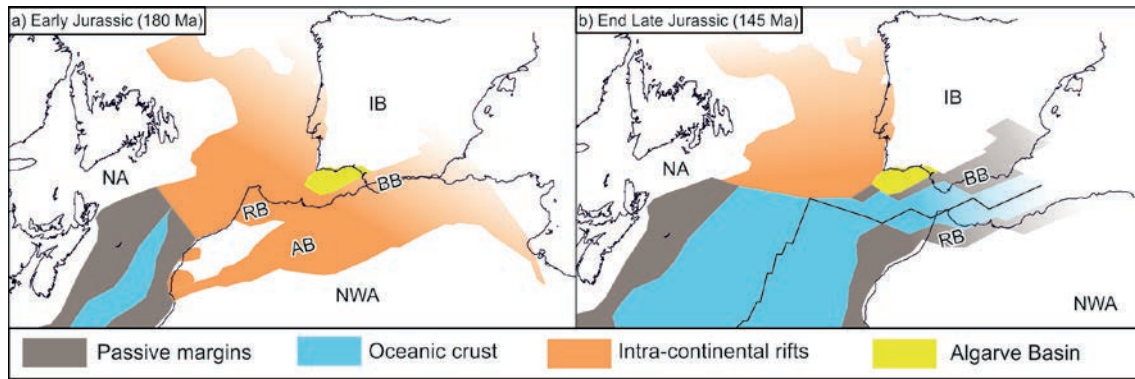 a) Early Jurassic (180 Ma)
IB
NA
BB
RB
AB
NWA
b) End Late Jurassic (145 Ma)
IB
NA
BB
RB
NWA
Passive margins
Oceanic crust
Intra-continental rifts
Algarve Basin